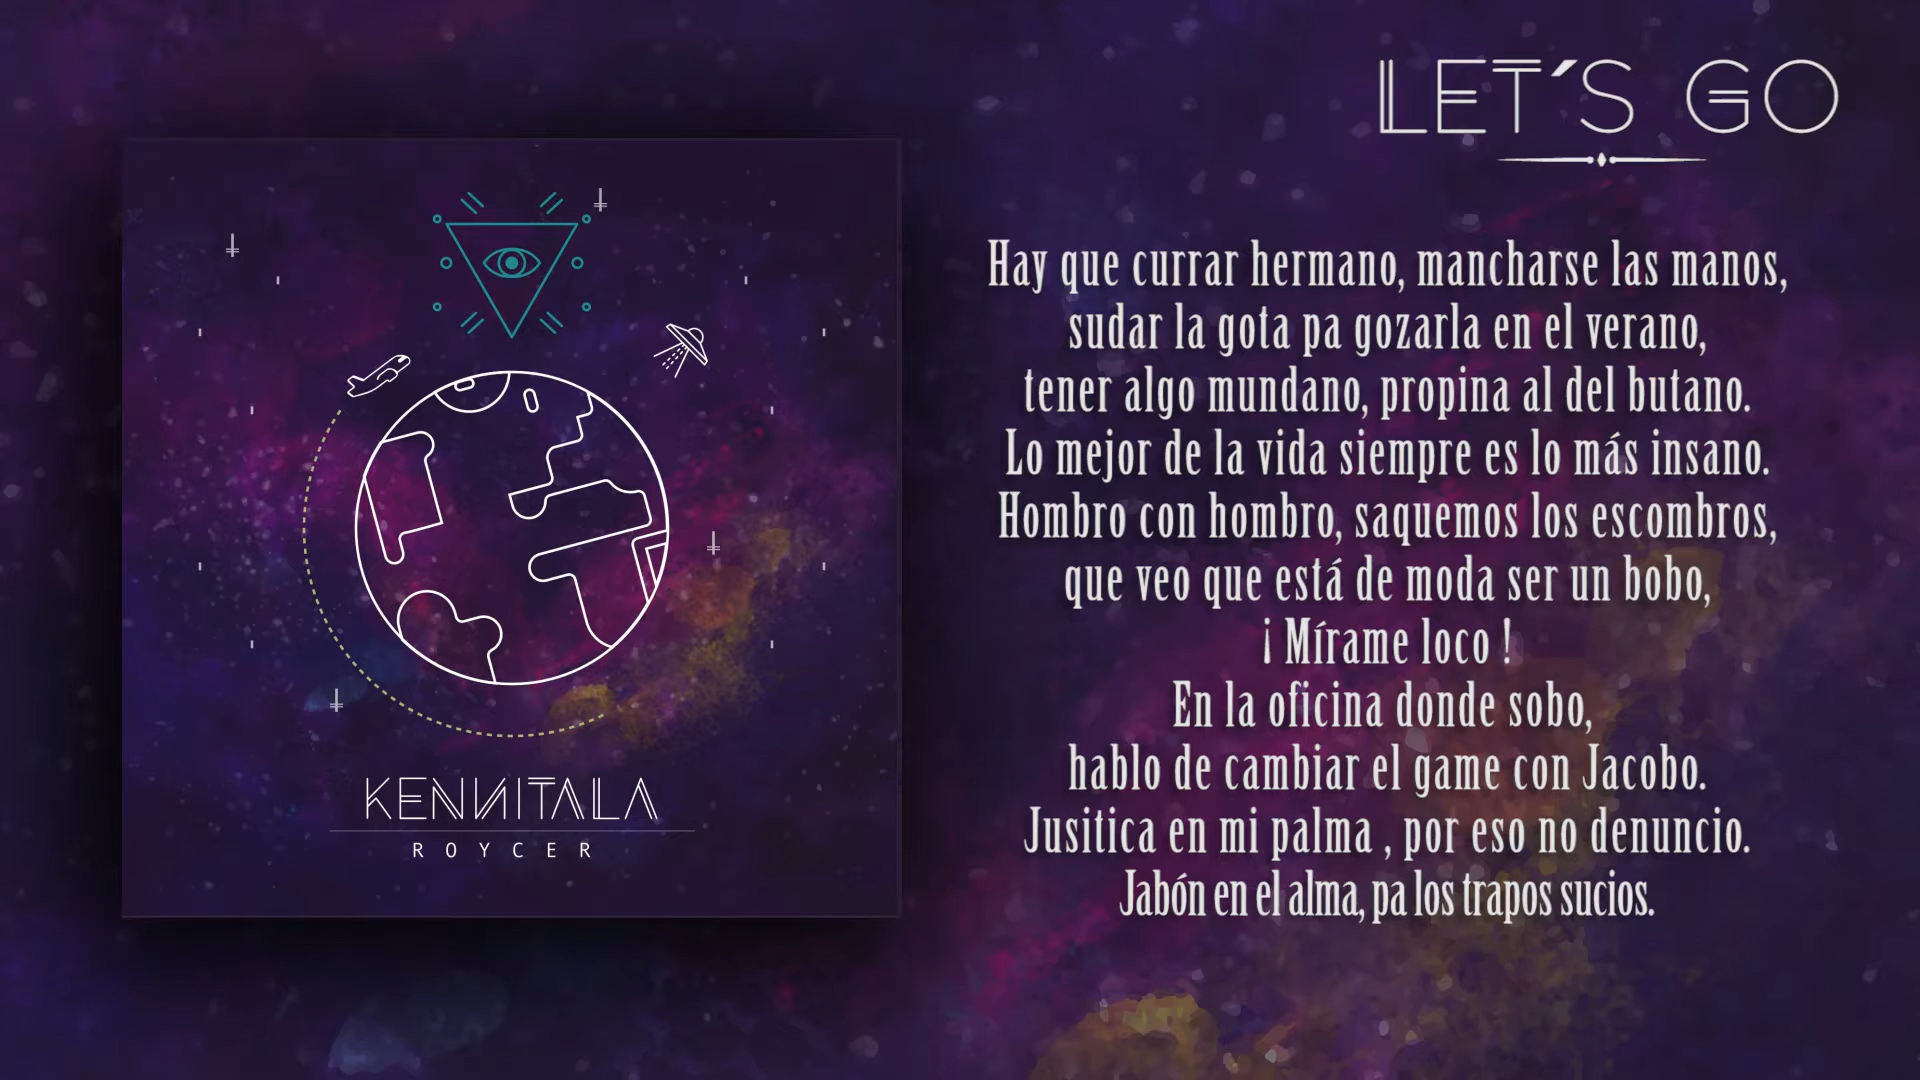 LET´S GO
Hay que currar hermano, mancharse las manos,
sudar la gota pa gozarla en el verano,
tener algo mundano, propina al del butano.
Lo mejor de la vida siempre es lo más insano.
Hombro con hombro, saquemos los escombros,
que veo que está de moda ser un bobo,
¡ Mírame loco !
En la oficina donde sobo,
hablo de cambiar el game con Jacobo.
Jusitica en mi palma , por eso no denuncio.
Jabón en el alma, pa los trapos sucios.
KENNITALA
ROYCER